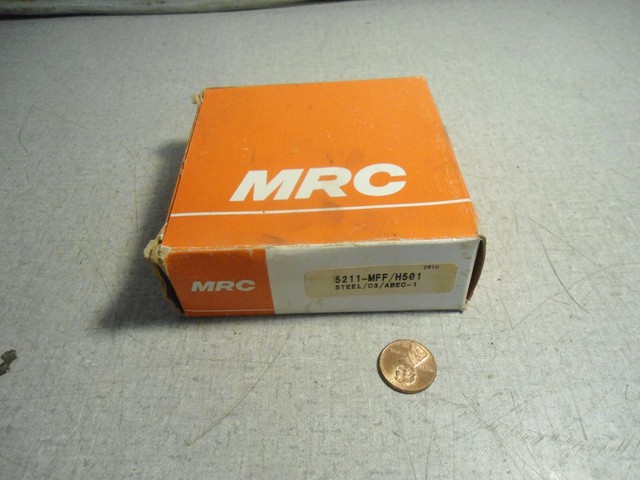 MRC
MRC
5211-MFF/H501
STEEL/C3/ABEC-1